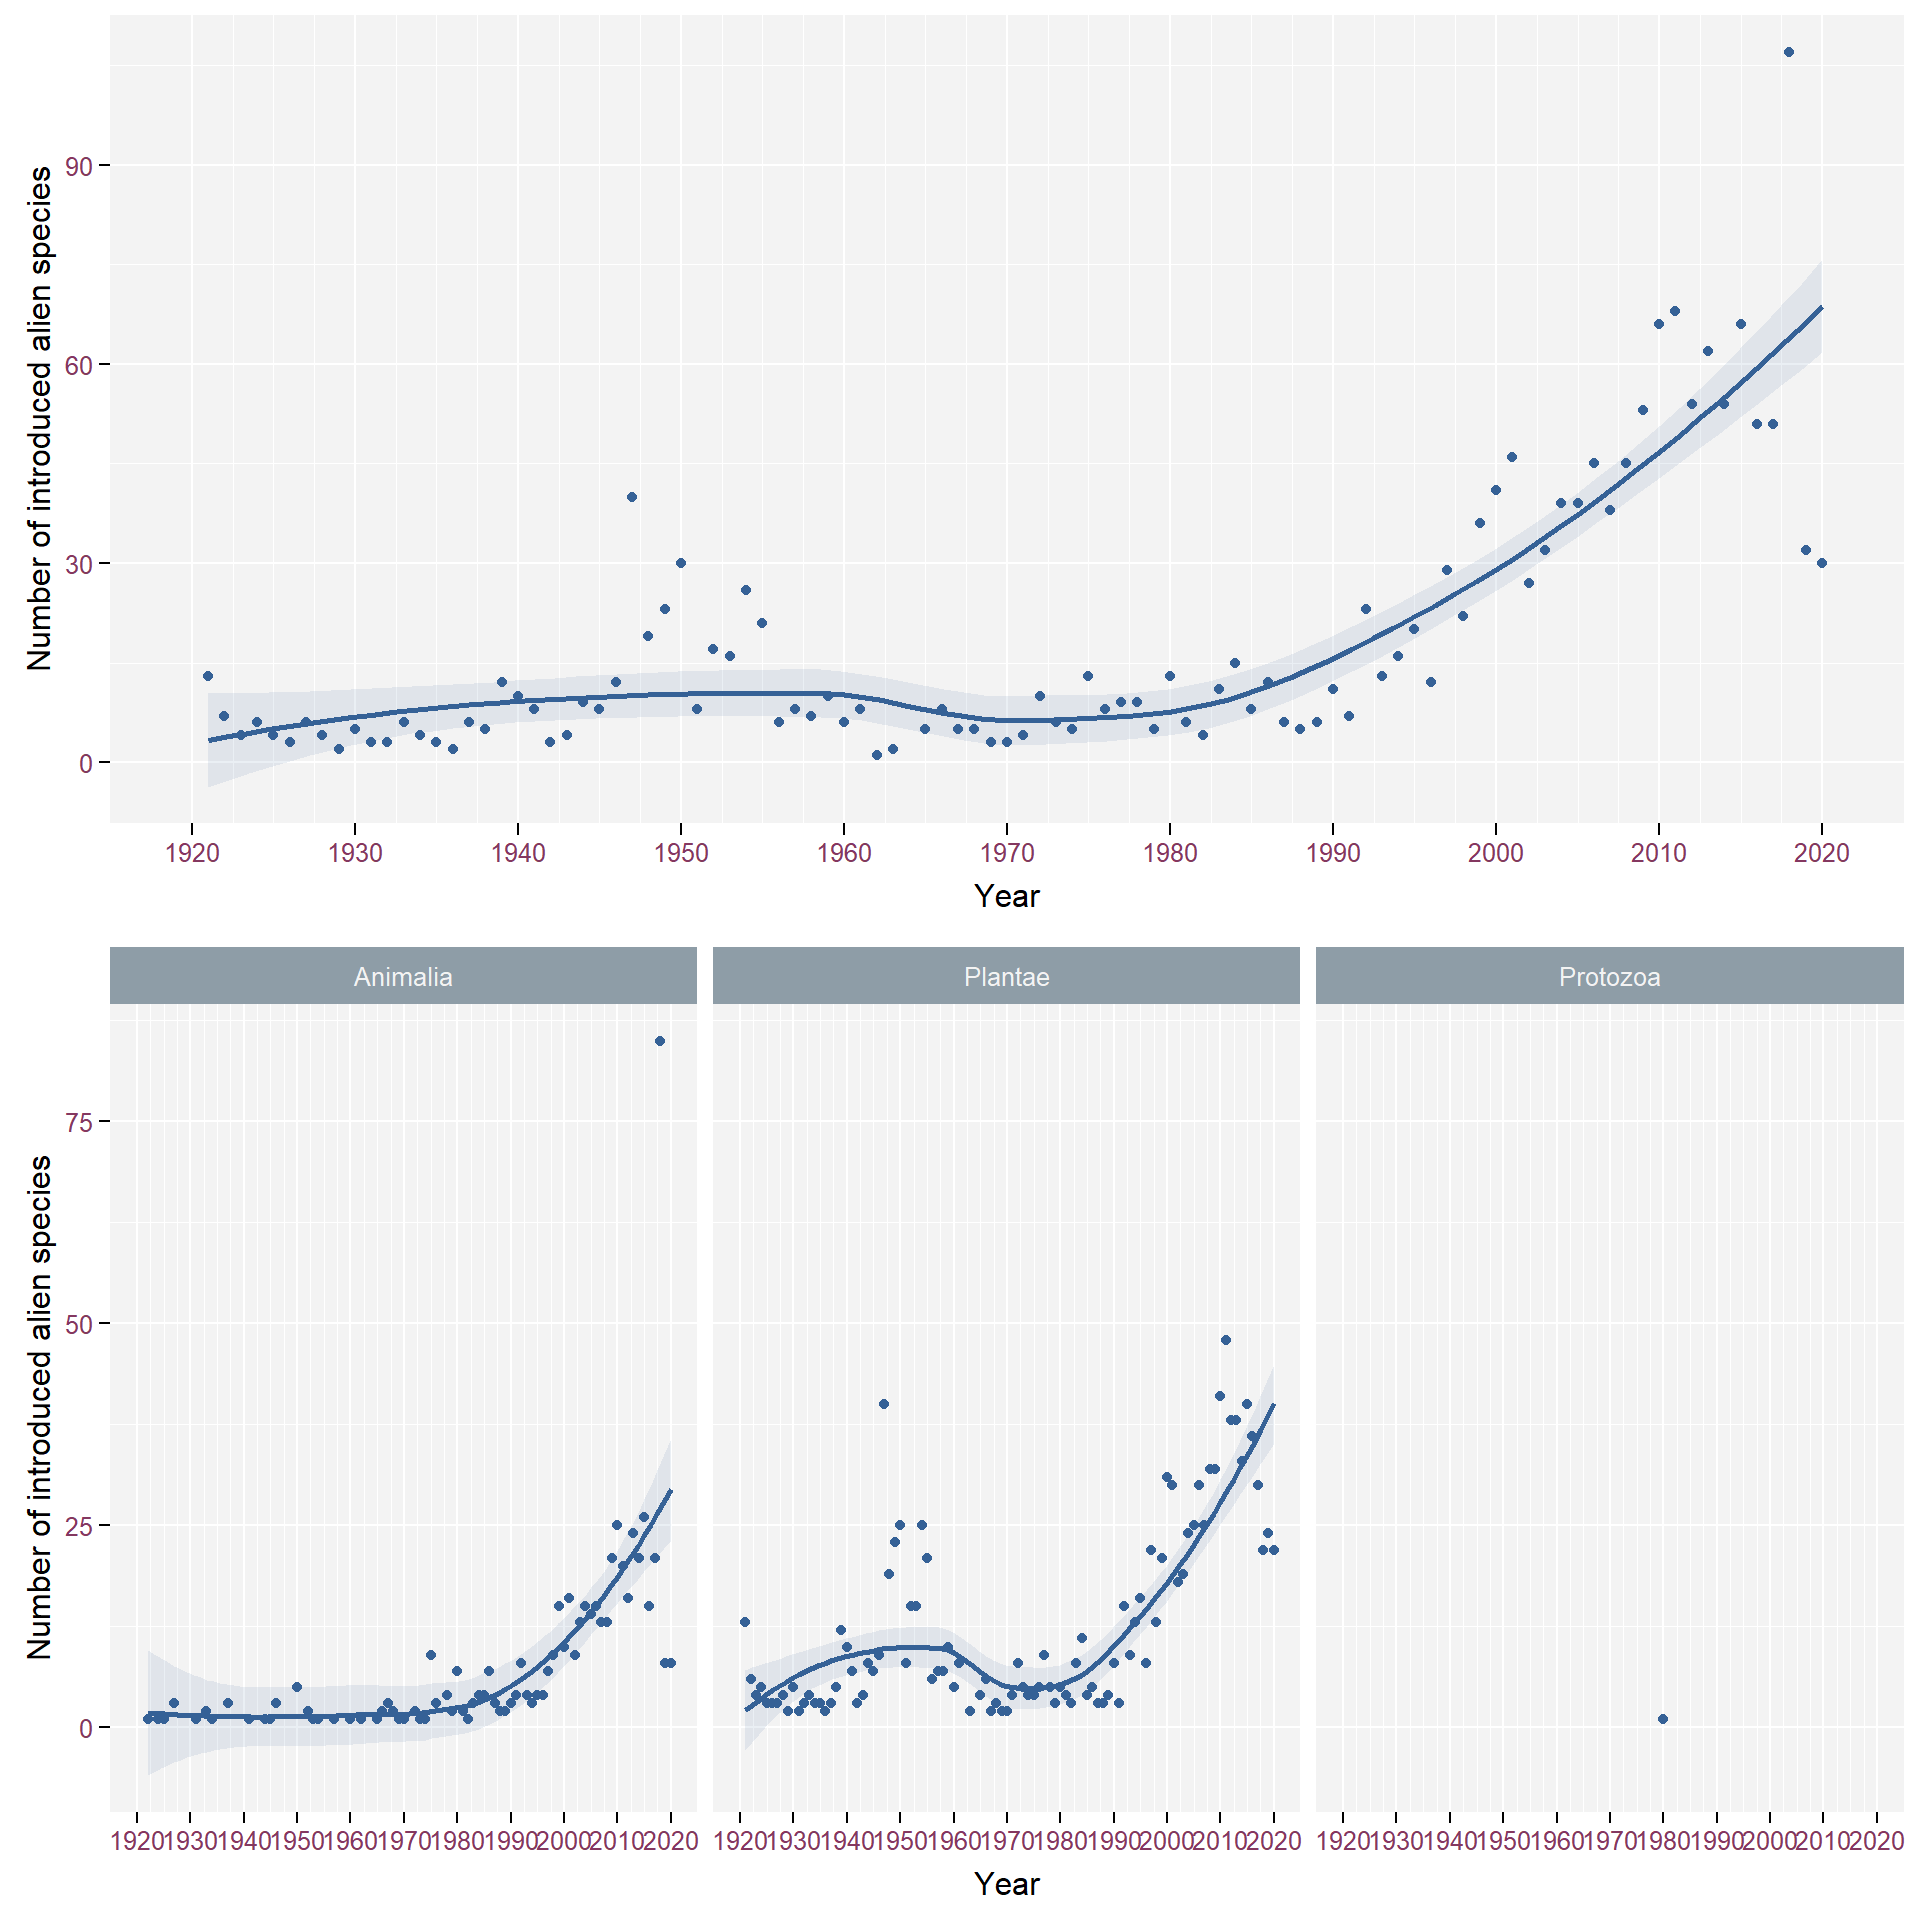 Number of introduced alien species
90
60
30
0
1920 1930 1940 1950 1960 1970 1980 1990 2000 2010 2020
Year
Animalia Plantae Protozoa
Number of introduced alien species
75
50
25
0
1920 1930 1940 1950 1960 1970 1980 1990 2000 2010 2020 1920 1930 1940 1950 1960 1970 1980 1990 2000 2010 2020 1920 1930 1940 1950 1960 1970 1980 1990 2000 2010 2020
Year